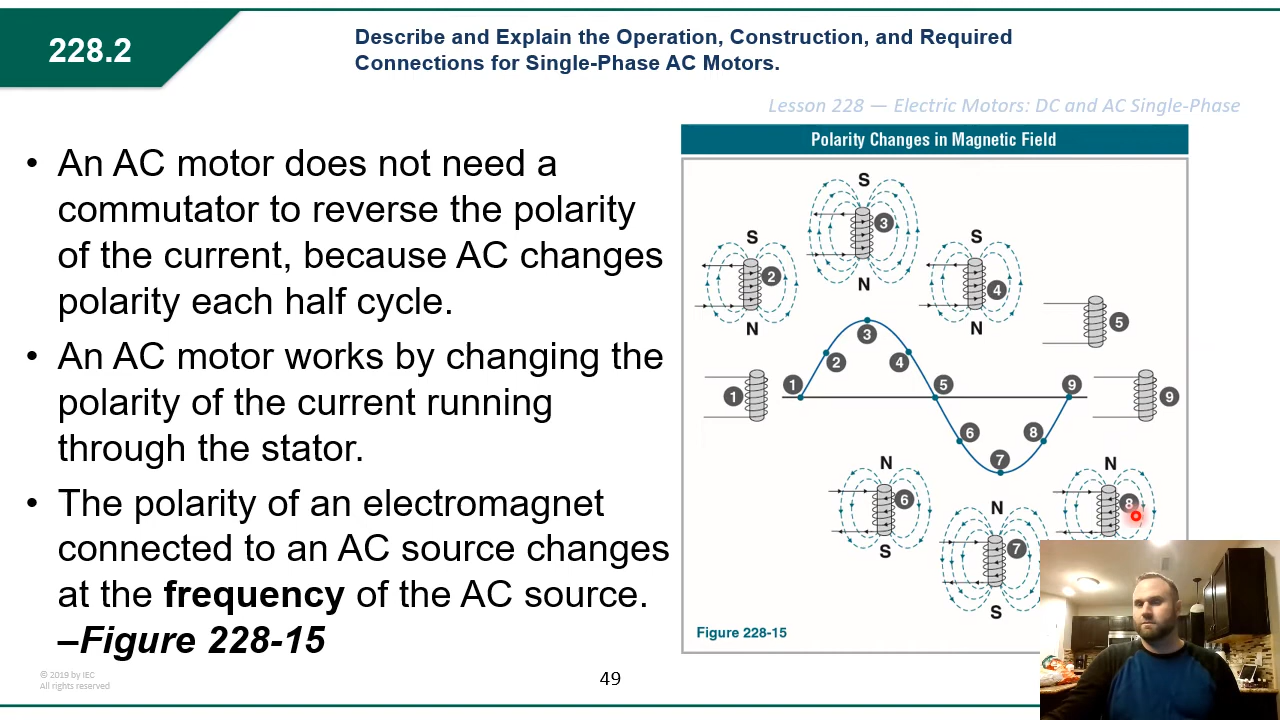 228.2
Describe and Explain the Operation, Construction, and Required
Connections for Single-Phase AC Motors.
Lesson 228 — Electric Motors: DC and AC Single-Phase
• An AC motor does not need a
commutator to reverse the polarity
of the current, because AC changes
polarity each half cycle.
• An AC motor works by changing the
polarity of the current running
through the stator.
• The polarity of an electromagnet
connected to an AC source changes
at the frequency of the AC source.
–Figure 228-15
Polarity Changes in Magnetic Field
S
3
N
S
2
N
S
4
N
5
3
2
4
1
1
5
9
9
6
8
7
N
6
S
N
7
S
N
8
Figure 228-15
© 2019 by IEC
All rights reserved
49